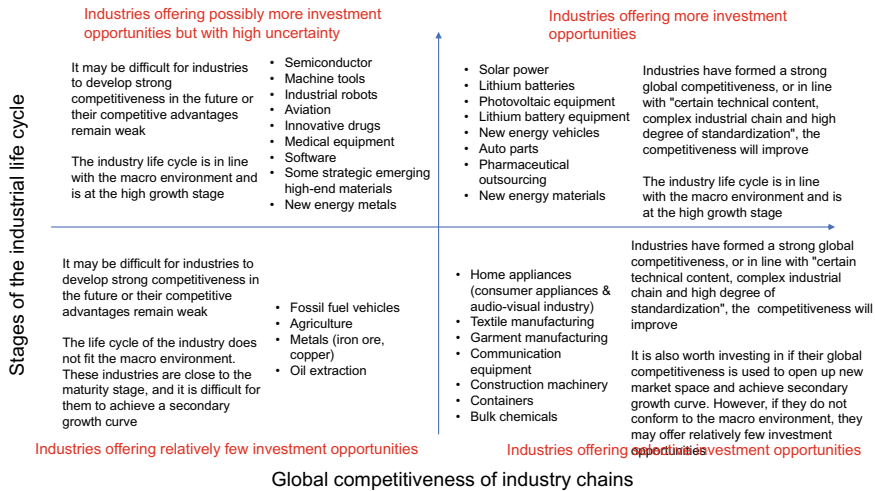 Industries offering possibly more investment
opportunities but with high uncertainty
It may be difficult for industries
to develop strong
competitiveness in the future or
their competitive advantages
remain weak
The industry life cycle is in line
with the macro environment and
is at the high growth stage
• Semiconductor
• Machine tools
• Industrial robots
• Aviation
• Innovative drugs
• Medical equipment
• Software
• Some strategic emerging
high-end materials
• New energy metals
Industries offering more investment
opportunities
• Solar power
• Lithium batteries
• Photovoltaic equipment
• Lithium battery equipment
• New energy vehicles
• Auto parts
• Pharmaceutical
outsourcing
• New energy materials
Industries have formed a strong
global competitiveness, or in line
with "certain technical content,
complex industrial chain and high
degree of standardization", the
competitiveness will improve
The industry life cycle is in line
with the macro environment and is
at the high growth stage
Stages of the industrial life cycle
It may be difficult for industries to
develop strong competitiveness in
the future or their competitive
advantages remain weak
The life cycle of the industry does
not fit the macro environment.
These industries are close to the
maturity stage, and it is difficult for
them to achieve a secondary
growth curve
• Fossil fuel vehicles
• Agriculture
• Metals (iron ore,
copper)
• Oil extraction
Industries offering relatively few investment opportunities
• Home appliances
(consumer appliances &
audio-visual industry)
• Textile manufacturing
• Garment manufacturing
• Communication
equipment
• Construction machinery
• Containers
• Bulk chemicals
Industries have formed a strong global
competitiveness, or in line with "certain
technical content, complex industrial
chain and high degree of
standardization", the competitiveness will
improve
It is also worth investing in if their global
competitiveness is used to open up new
market space and achieve secondary
growth curve. However, if they do not
conform to the macro environment, they
may offer relatively few investment
opportunities
Industries offering selective investment opportunities
Global competitiveness of industry chains